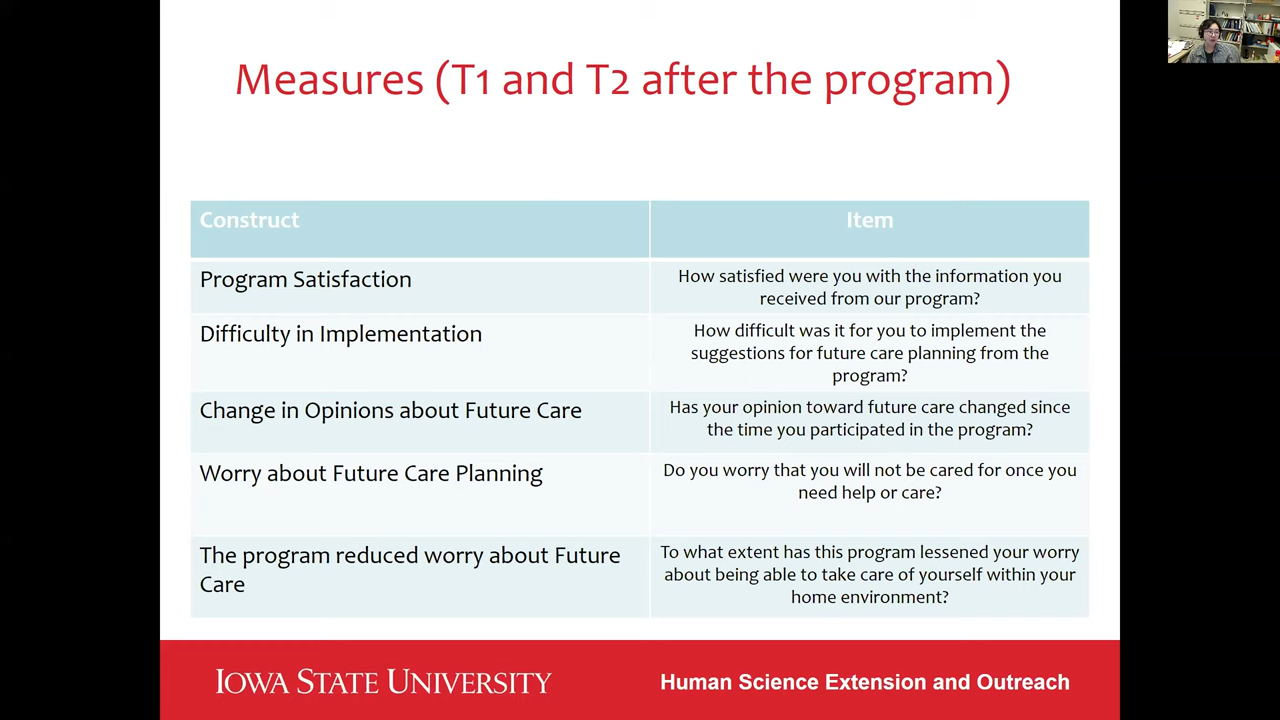 Measures (T1 and T2 after the program)
Construct
Item
Program Satisfaction
How satisfied were you with the information you
received from our program?
Difficulty in Implementation
How difficult was it for you to implement the
suggestions for future care planning from the
program?
Change in Opinions about Future Care
Has your opinion toward future care changed since
the time you participated in the program?
Worry about Future Care Planning
Do you worry that you will not be cared for once you
need help or care?
The program reduced worry about Future
Care
To what extent has this program lessened your worry
about being able to take care of yourself within your
home environment?
IOWA STATE UNIVERSITY
Human Science Extension and Outreach